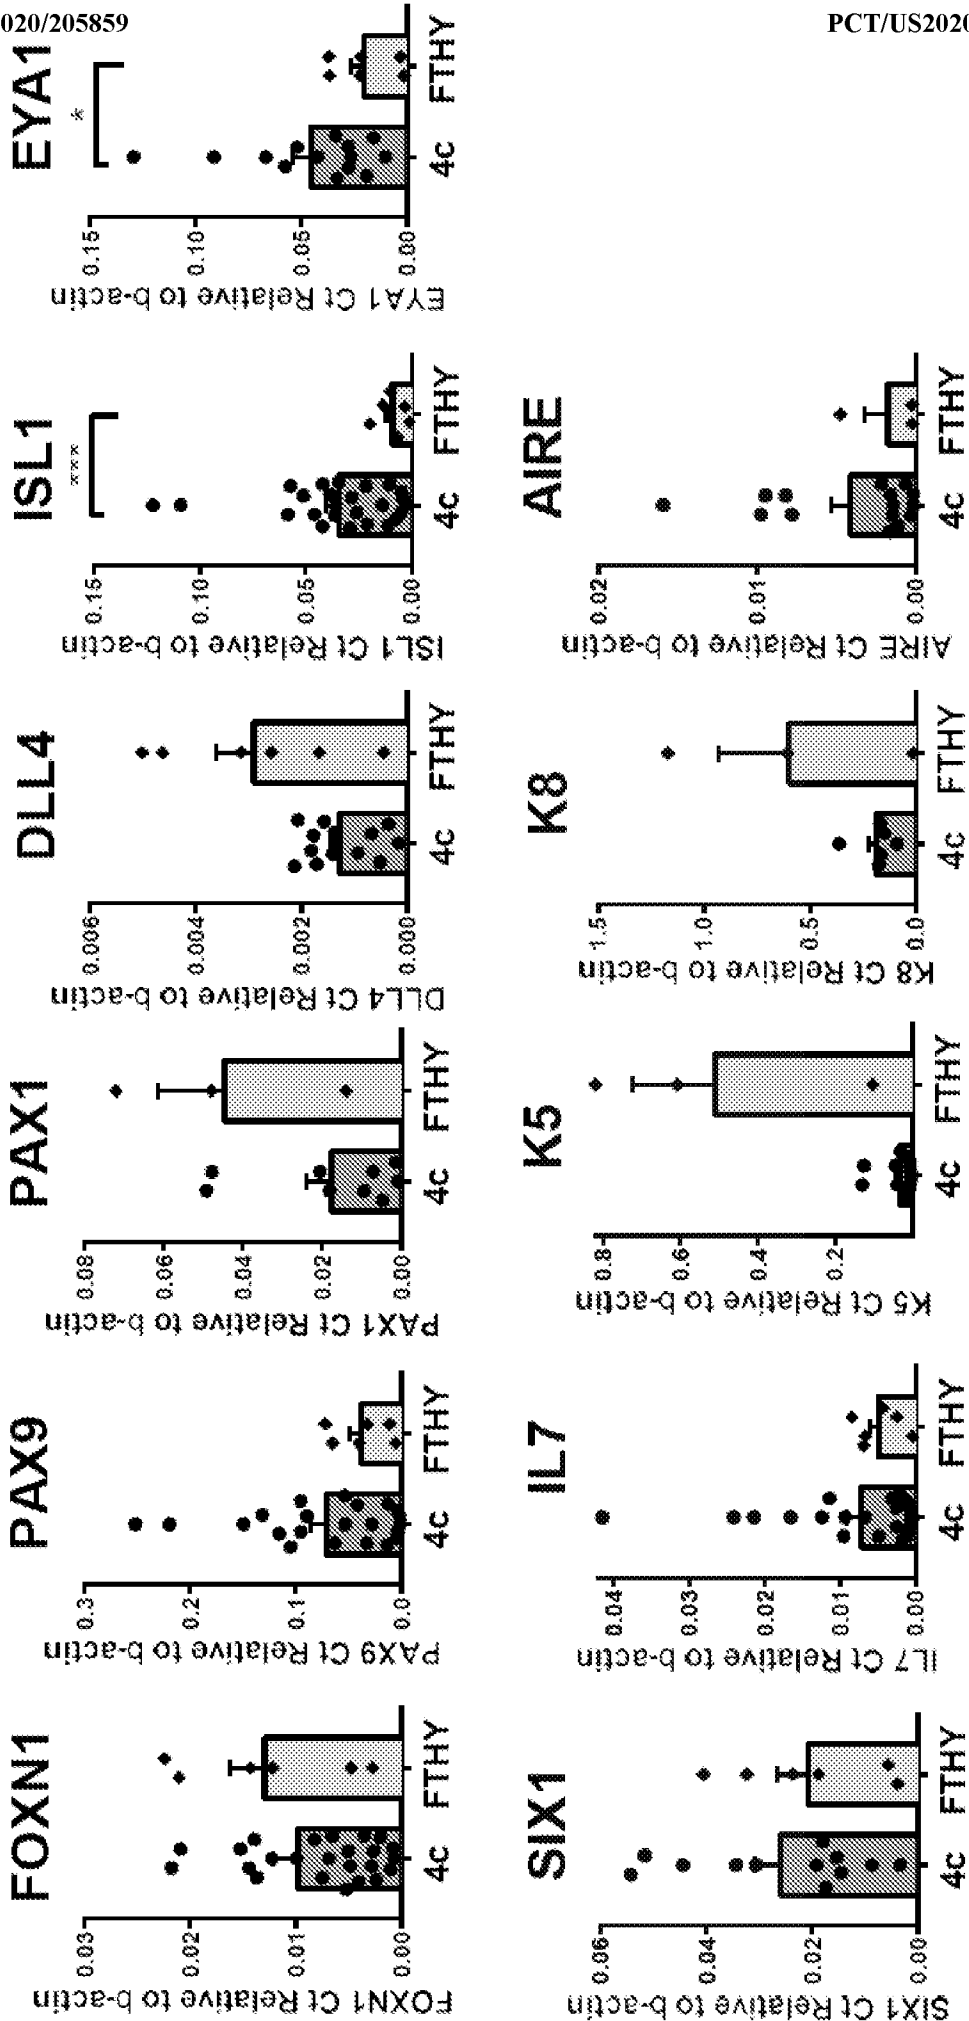 020/205859
PCT/US2020
FOXN1
FOXN1 Ct Relative to b-actin
0.03
0.02
0.01
0.00
4c
FTHY
PAX9
PAX9 Ct Relative to b-actin
0.3
0.2
0.1
0.0
4c
FTHY
PAX1
PAX1 Ct Relative to b-actin
0.08
0.06
0.04
0.02
0.00
4c
FTHY
DLL4
DLL4 Ct Relative to b-actin
0.006
0.004
0.002
0.000
4c
FTHY
ISL1
ISL1 Ct Relative to b-actin
0.15
0.10
0.05
0.00
***
4c
FTHY
EYA1
EYA1 Ct Relative to b-actin
0.15
0.10
0.05
0.00
*
4c
FTHY
SIX1
SIX1 Ct Relative to b-actin
0.06
0.04
0.02
0.00
4c
FTHY
IL7
IL7 Ct Relative to b-actin
0.04
0.03
0.02
0.01
0.00
4c
FTHY
K5
K5 Ct Relative to b-actin
0.8
0.6
0.4
0.2
4c
FTHY
K8
K8 Ct Relative to b-actin
1.5
1.0
0.5
0.0
4c
FTHY
AIRE
AIRE Ct Relative to b-actin
0.02
0.01
0.00
4c
FTHY